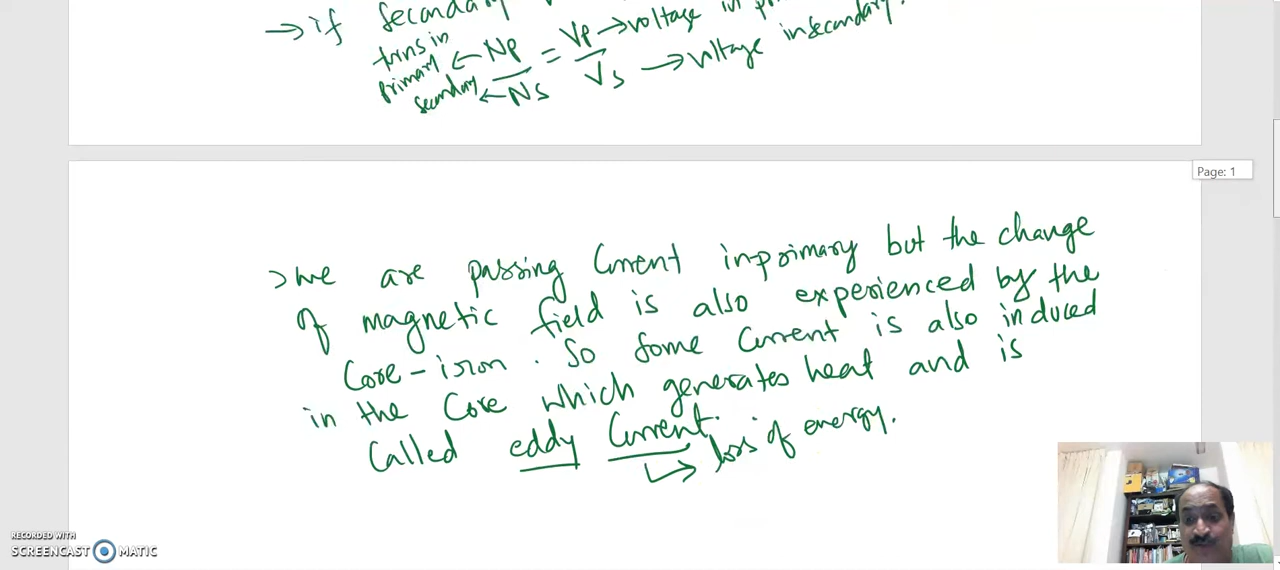 → if secondary
turns in
primary ← Np = Vp → voltage in
secondary ← Ns Vs → voltage in secondary.
Page: 1
> We are passing Current in primary but the change
of magnetic field is also experienced by the
Core - iron. So Some Current is also induced
in the Core which generates heat and is
Called eddy Current.
↳ loss of energy.
RECORDED WITH
SCREENCAST MATIC